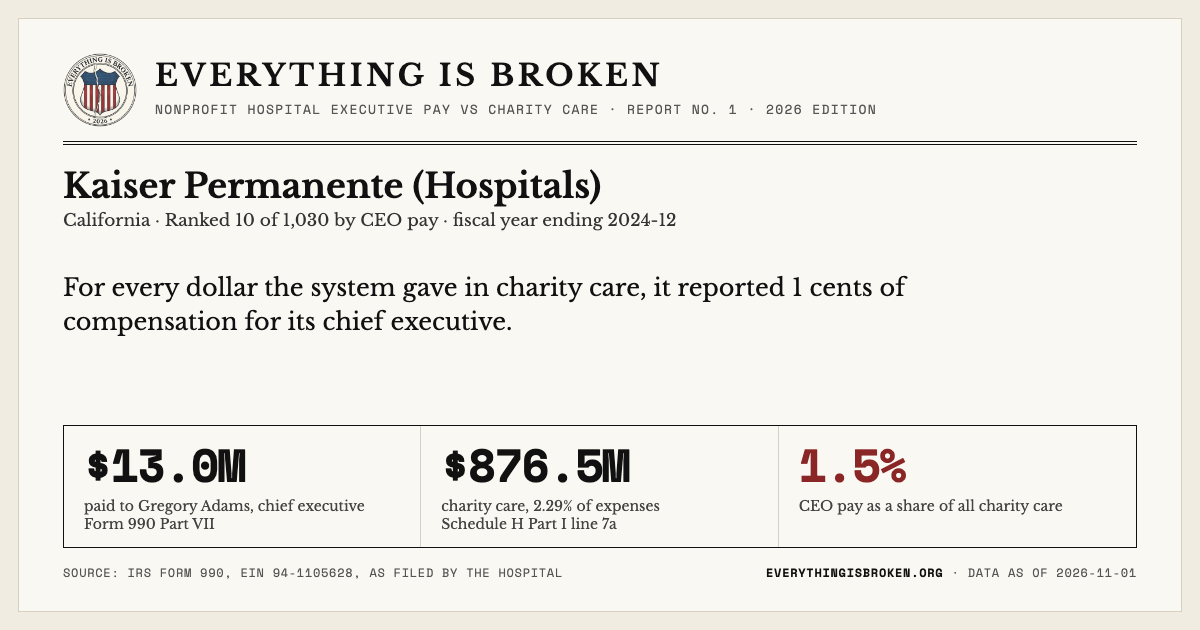 EVERYTHING IS BROKEN
2026
EVERYTHING IS BROKEN
NONPROFIT HOSPITAL EXECUTIVE PAY VS CHARITY CARE · REPORT NO. 1 · 2026 EDITION
Kaiser Permanente (Hospitals)
California · Ranked 10 of 1,030 by CEO pay · fiscal year ending 2024-12
For every dollar the system gave in charity care, it reported 1 cents of
compensation for its chief executive.
$13.0M
paid to Gregory Adams, chief executive
Form 990 Part VII
$876.5M
charity care, 2.29% of expenses
Schedule H Part I line 7a
1.5%
CEO pay as a share of all charity care
SOURCE: IRS FORM 990, EIN 94-1105628, AS FILED BY THE HOSPITAL
EVERYTHINGISBROKEN.ORG · DATA AS OF 2026-11-01